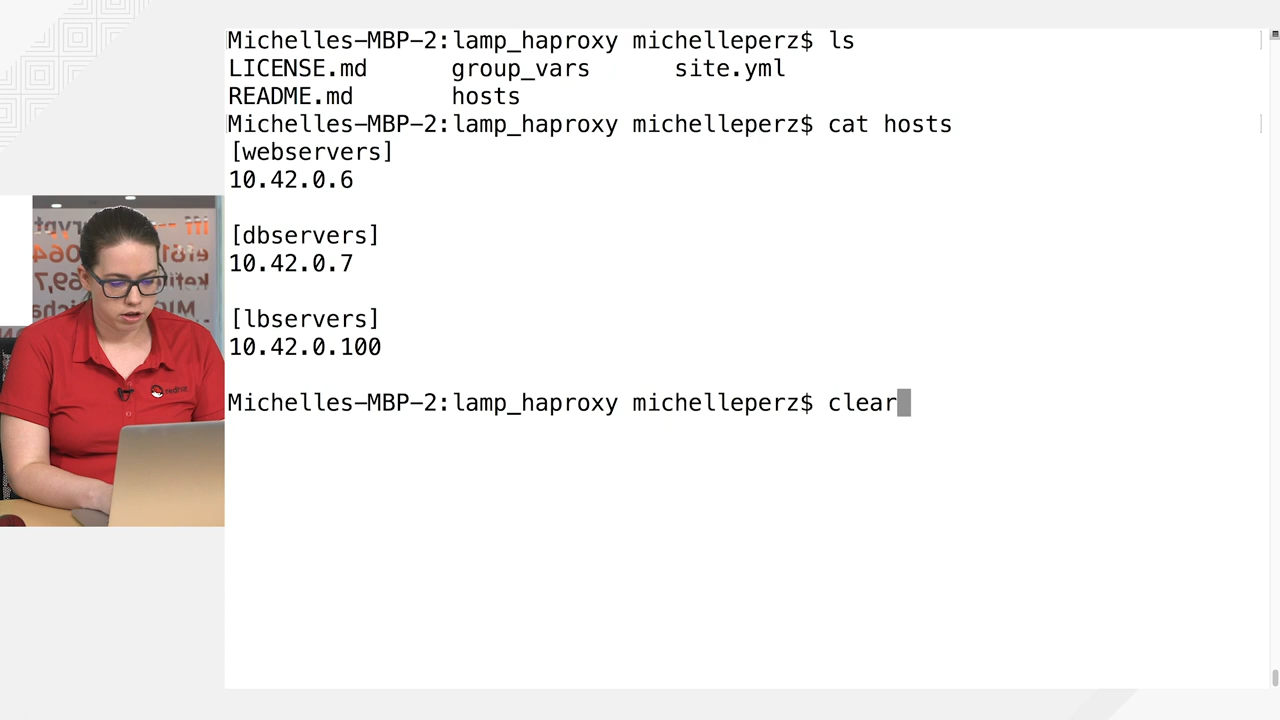 Michelles-MBP-2:lamp_haproxy michelleperz$ ls
LICENSE.md group_vars site.yml
README.md hosts
Michelles-MBP-2:lamp_haproxy michelleperz$ cat hosts
[webservers]
10.42.0.6
[dbservers]
10.42.0.7
[lbservers]
10.42.0.100
Michelles-MBP-2:lamp_haproxy michelleperz$ clear
redhat